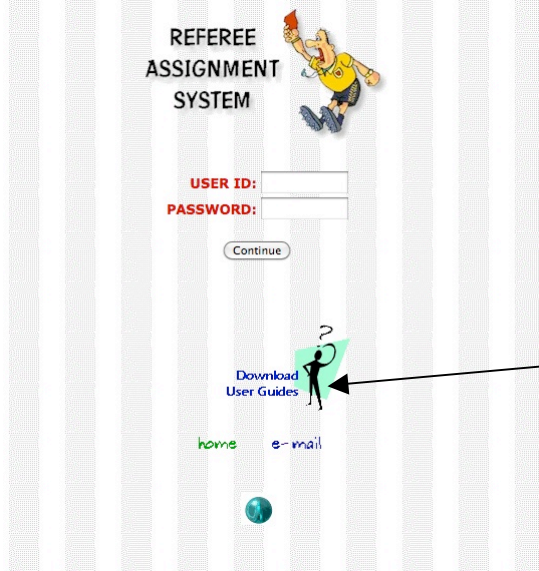 REFEREE
ASSIGNMENT
SYSTEM
USER ID:
PASSWORD:
Continue
?
Download
User Guides
home e-mail